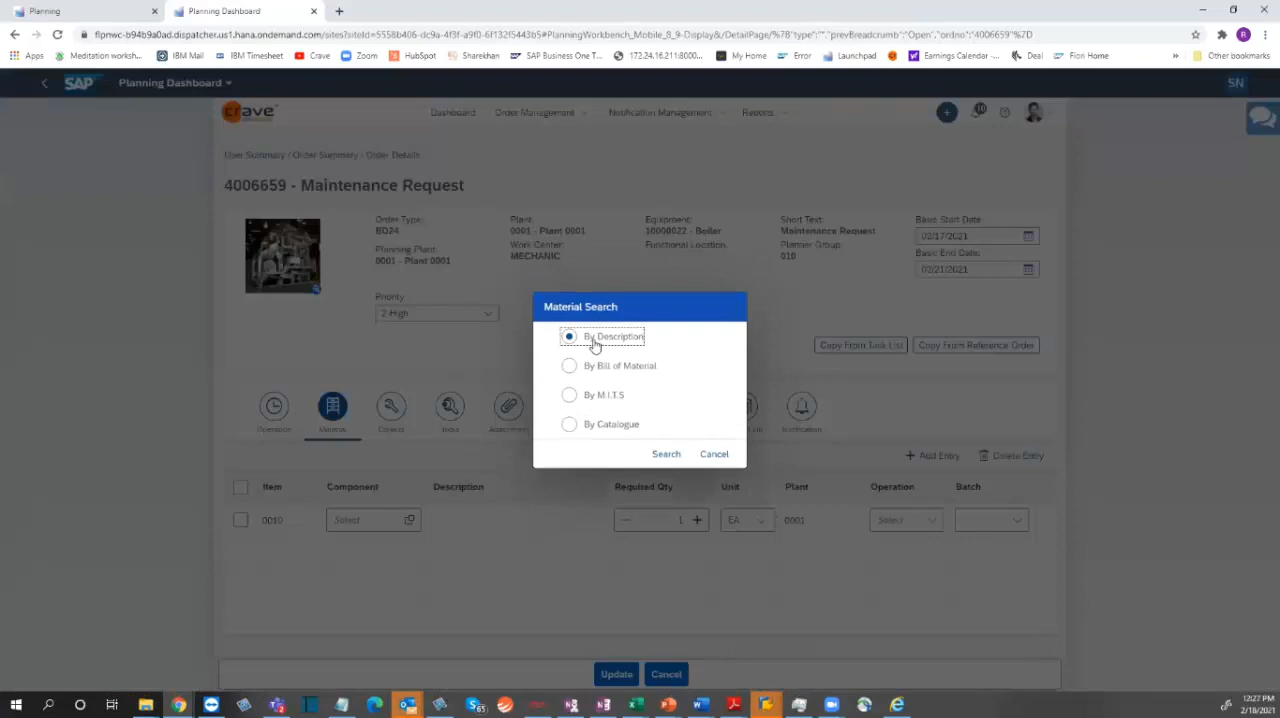 Planning
Planning Dashboard
flpnwc-b94b9a0ad.dispatcher.us1.hana.ondemand.com/sites?siteId=5558b406-dc9a-4f3f-a9f0-6f132f5443b5#PlanningWorkbench_Mobile_8_9-Display&/DetailPage/%7B"type":"","prevBreadcrumb":"Open","ordno":"4006659"%7D
R
Apps Meditation worksh... IBM Mail IBM Timesheet Crave Zoom HubSpot Sharekhan SAP Business One T... 172.24.16.211:8000... My Home Error Launchpad Earnings Calendar -... Deal Fiori Home Other bookmarks
SAP Planning Dashboard SN
crave Dashboard Order Management Notification Management Reports + 10
User Summary / Order Summary / Order Details
4006659 - Maintenance Request
Order Type: Plant: Equipment: Short Text: Basic Start Date:
BD24 0001 - Plant 0001 10000022 - Boiler Maintenance Request 02/17/2021
Planning Plant: Work Center: Functional Location: Planner Group: Basic End Date:
0001 - Plant 0001 MECHANIC 010 02/21/2021
Priority
2-High
Copy From Task List Copy From Reference Order
Material Search
By Description
By Bill of Material
By M.I.T.S
By Catalogue
Search Cancel
Operation Material Tools Notification
Add Entry Delete Entry
Item Component Description Required Qty Unit Plant Operation Batch
0010 Select 1 + EA 0001 Select
Update Cancel
12:27 PM
2/18/2021